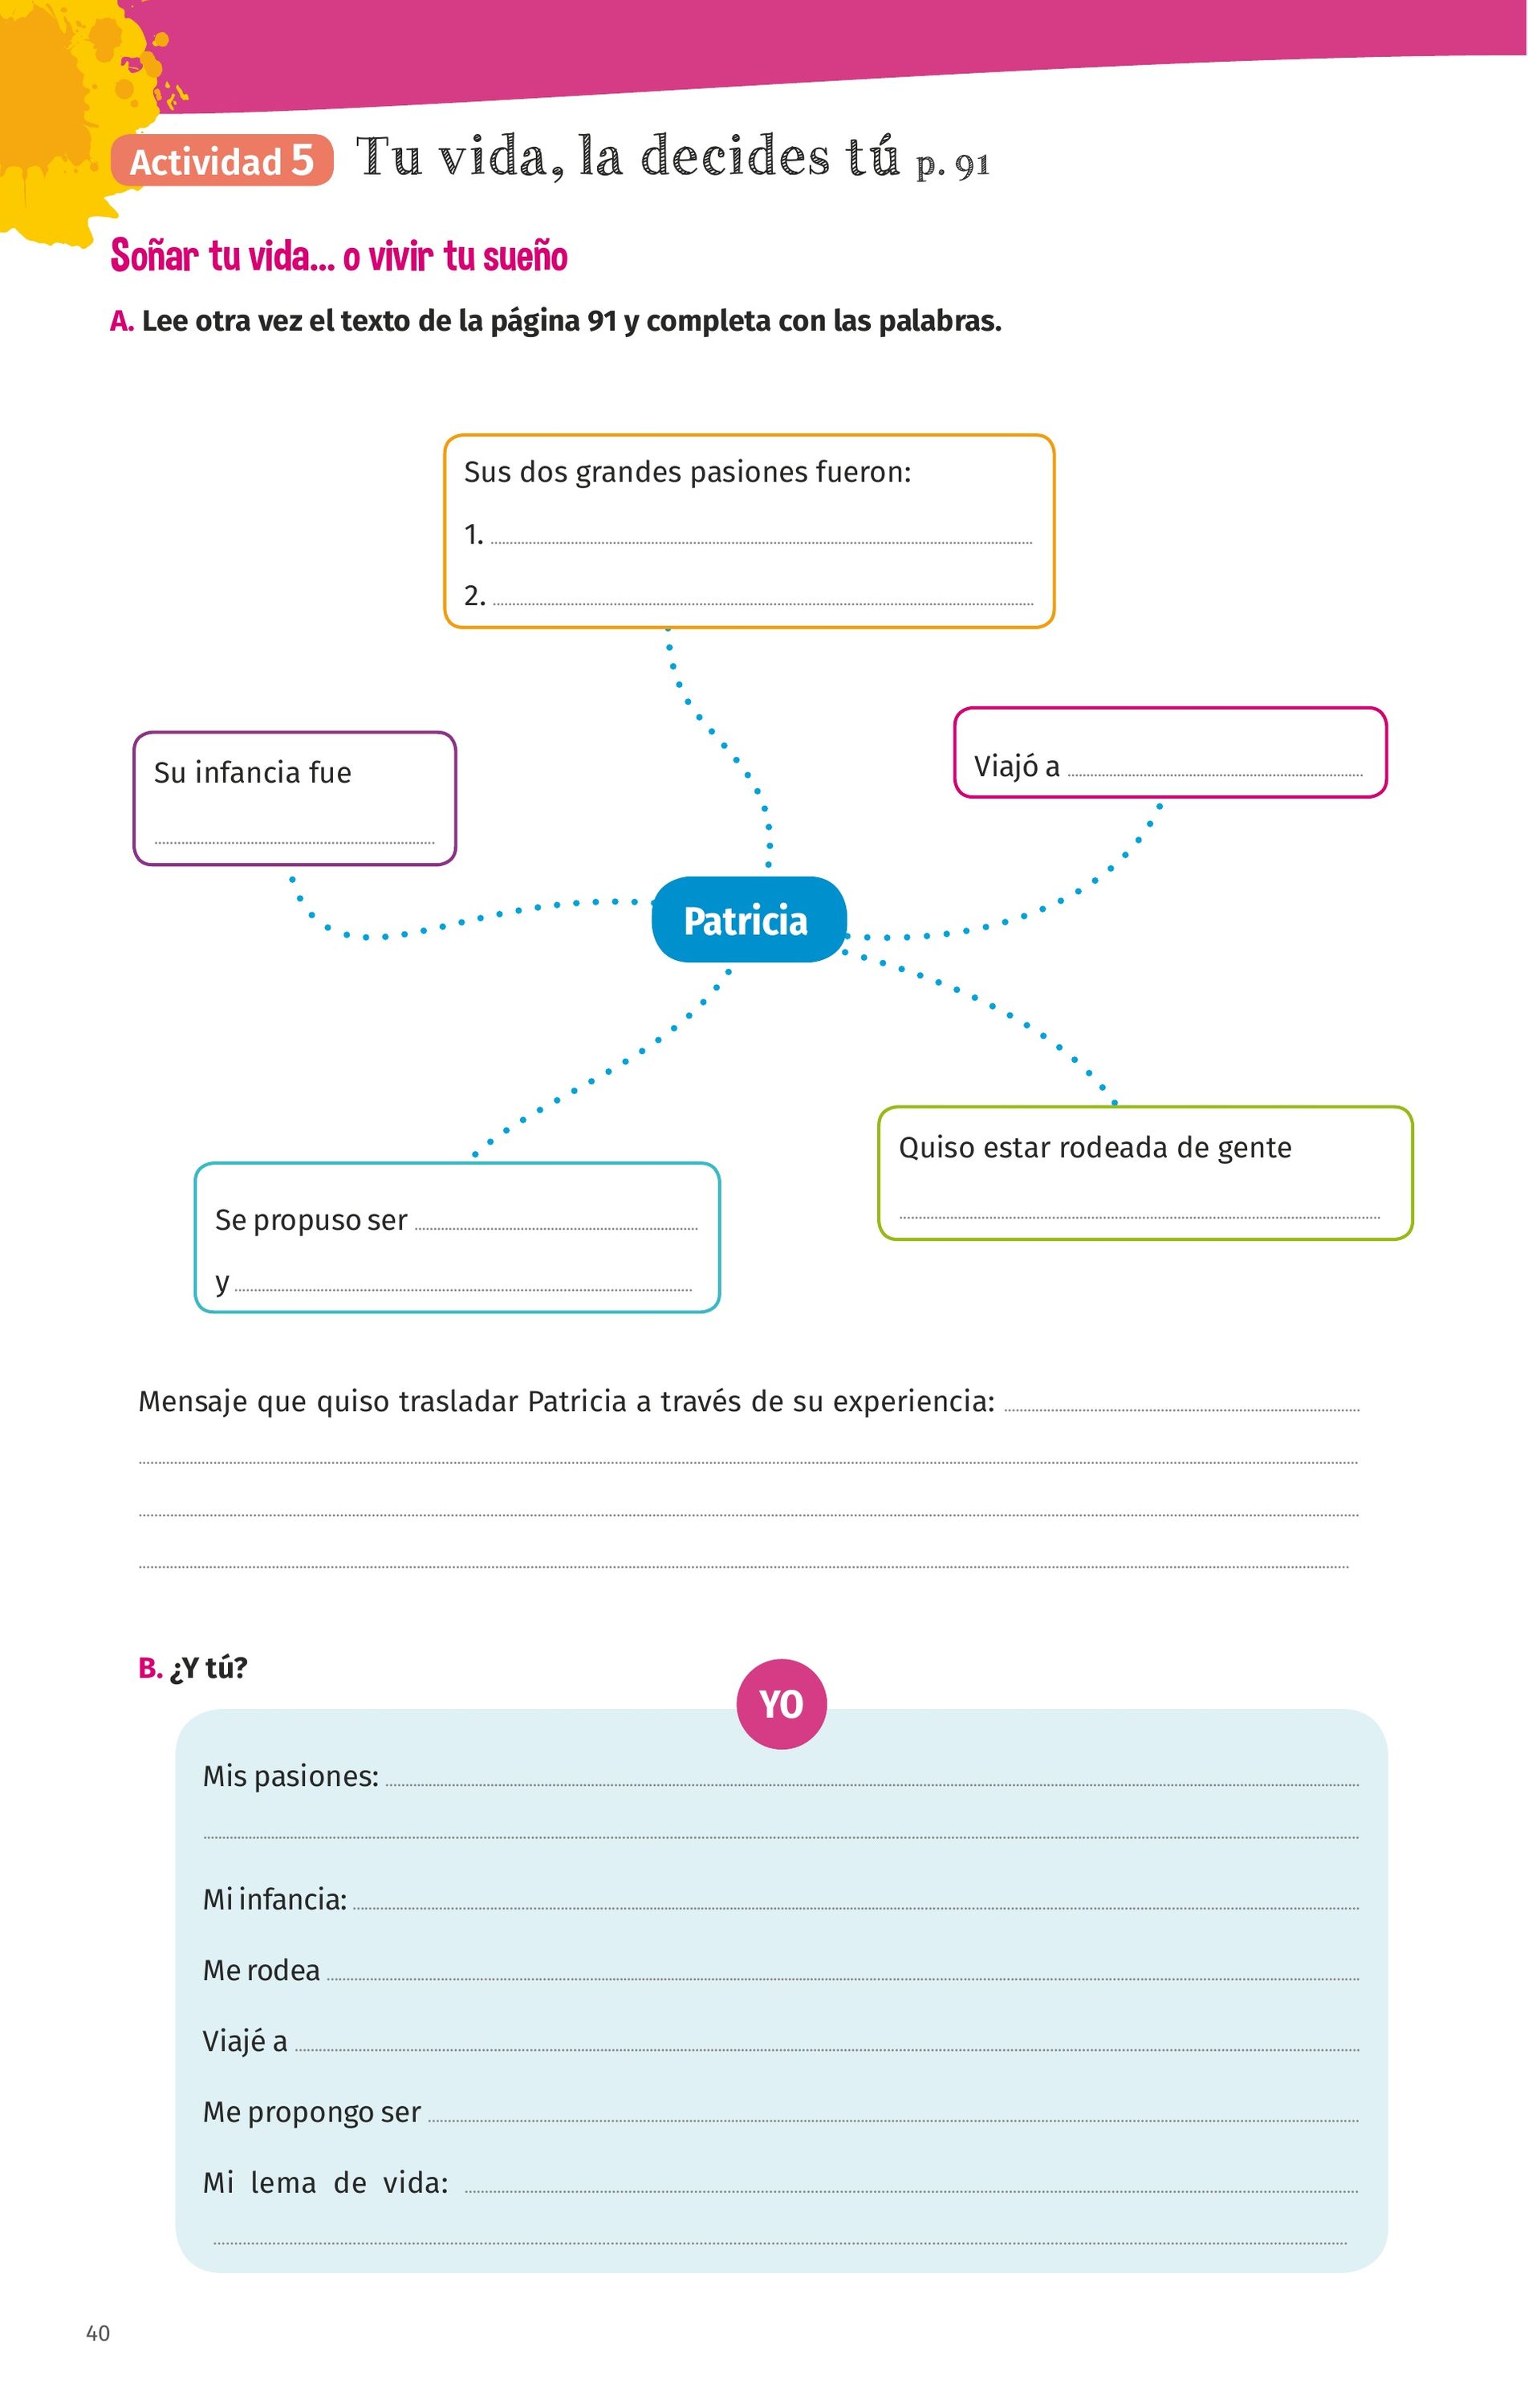 Actividad 5 Tu vida, la decides tú p. 91
Soñar tu vida... o vivir tu sueño
A. Lee otra vez el texto de la página 91 y completa con las palabras.
Sus dos grandes pasiones fueron:
1.
2.
Su infancia fue
Viajó a
Patricia
Quiso estar rodeada de gente
Se propuso ser
y
Mensaje que quiso trasladar Patricia a través de su experiencia:
B. ¿Y tú?
YO
Mis pasiones:
Mi infancia:
Me rodea
Viajé a
Me propongo ser
Mi lema de vida:
40